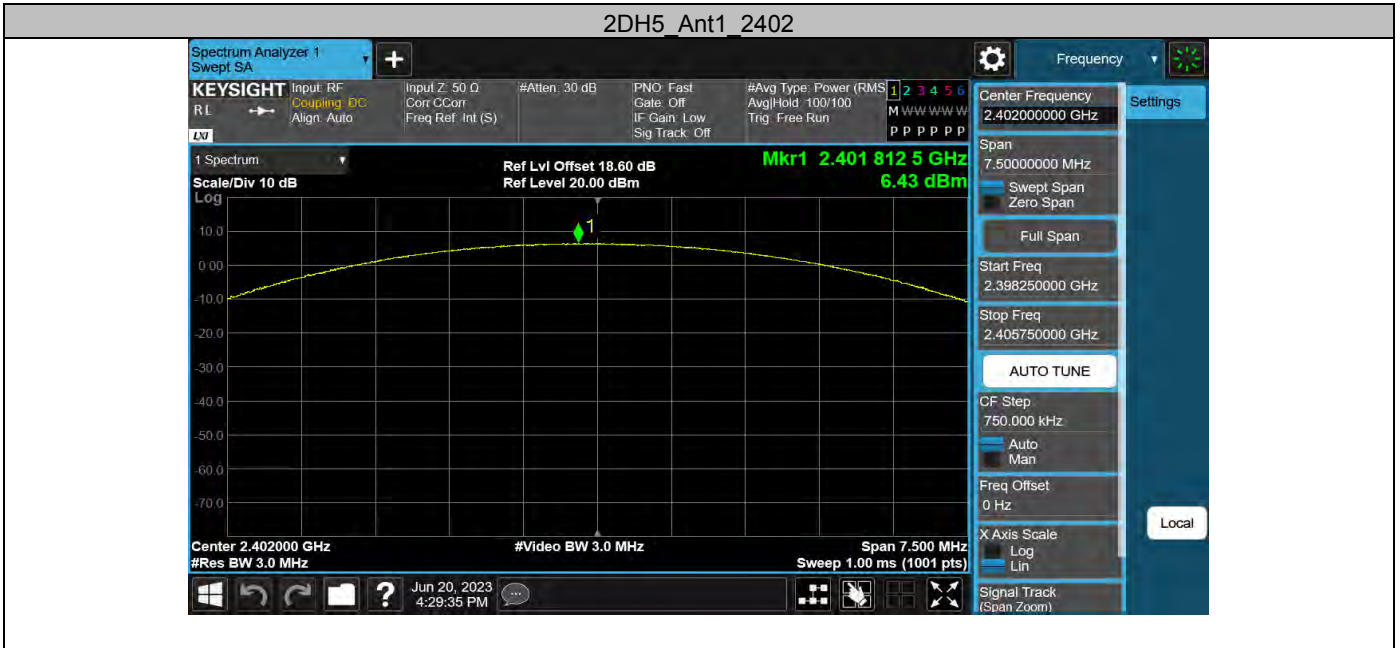 2DH5_Ant1_2402
Spectrum Analyzer 1
Swept SA
+
Frequency
KEYSIGHT
RL
LXI
Input: RF
Coupling: DC
Align: Auto
Input Z: 50 Ω
Corr CCorr
Freq Ref: Int (S)
#Atten: 30 dB
PNO: Fast
Gate: Off
IF Gain: Low
Sig Track: Off
#Avg Type: Power (RMS
Avg|Hold: 100/100
Trig: Free Run
1 2 3 4 5 6
M W W W W W
P P P P P P
Center Frequency
2.402000000 GHz
Settings
1 Spectrum
Ref Lvl Offset 18.60 dB
Mkr1 2.401 812 5 GHz
Scale/Div 10 dB
Ref Level 20.00 dBm
6.43 dBm
Log
1
10.0
0.00
-10.0
-20.0
-30.0
-40.0
-50.0
-60.0
-70.0
Span
7.50000000 MHz
Swept Span
Zero Span
Full Span
Start Freq
2.398250000 GHz
Stop Freq
2.405750000 GHz
AUTO TUNE
CF Step
750.000 kHz
Auto
Man
Freq Offset
0 Hz
X Axis Scale
Log
Lin
Signal Track
(Span Zoom)
Local
Center 2.402000 GHz
#Video BW 3.0 MHz
Span 7.500 MHz
#Res BW 3.0 MHz
Sweep 1.00 ms (1001 pts)
?
Jun 20, 2023
4:29:35 PM